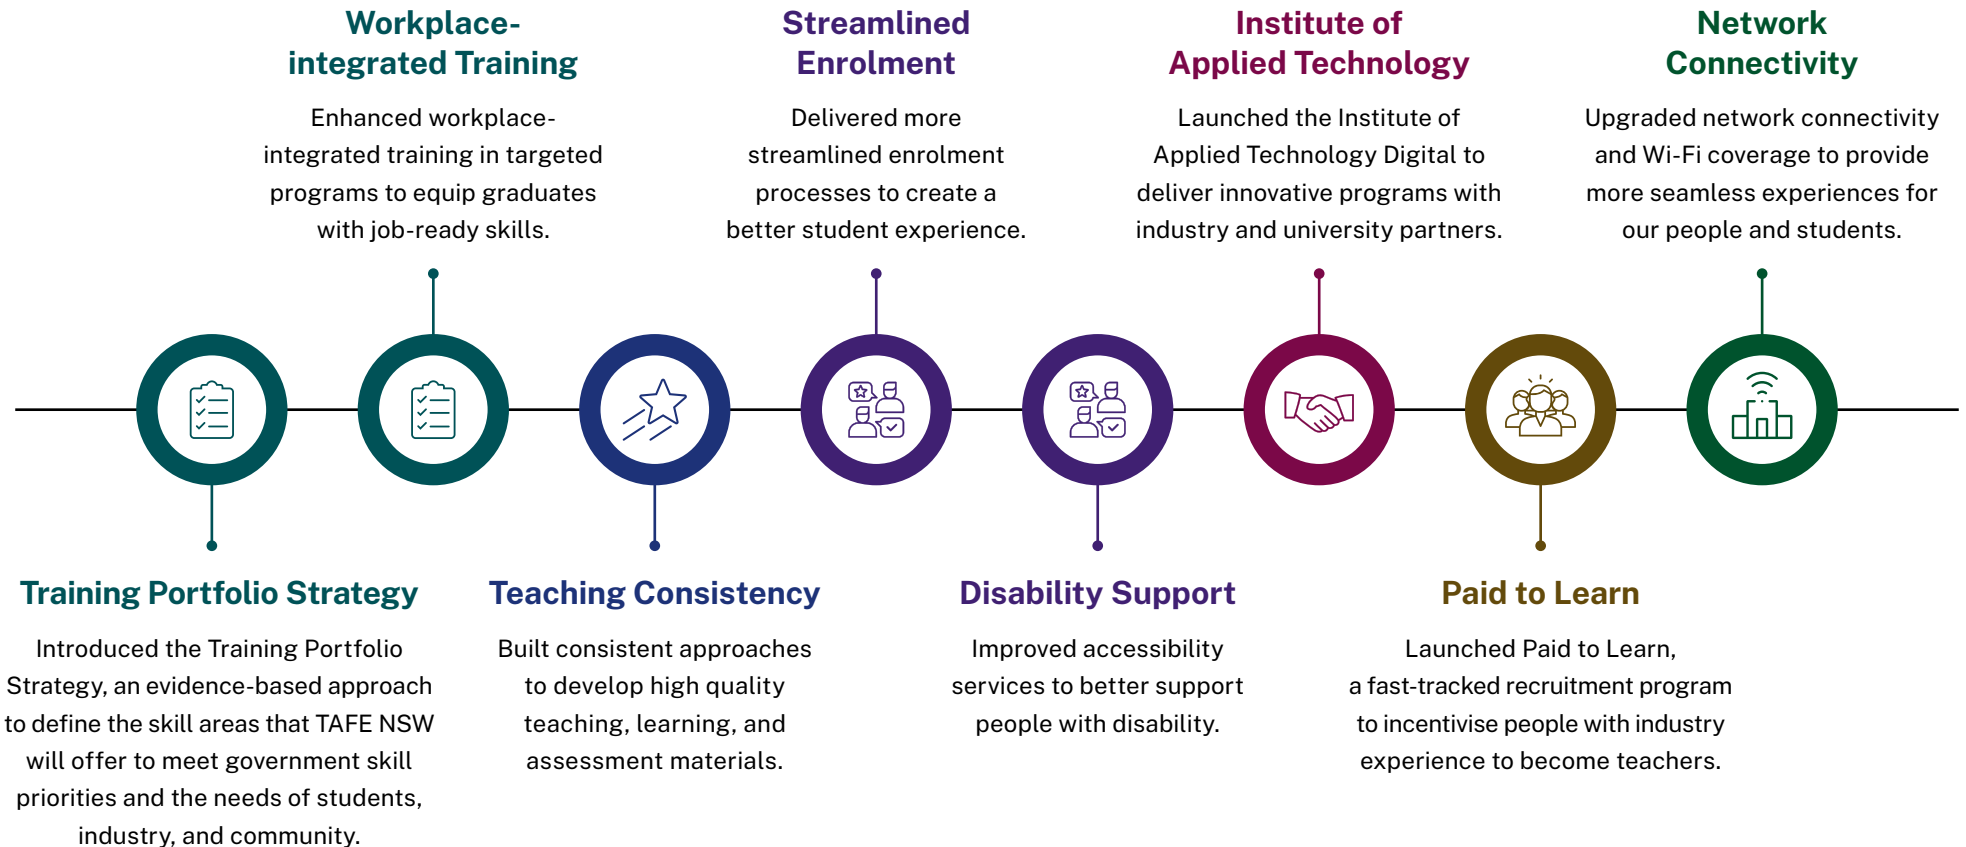 Workplace-
integrated Training
Enhanced workplace-
integrated training in targeted
programs to equip graduates
with job-ready skills.
Streamlined
Enrolment
Delivered more
streamlined enrolment
processes to create a
better student experience.
Institute of
Applied Technology
Launched the Institute of
Applied Technology Digital to
deliver innovative programs with
industry and university partners.
Network
Connectivity
Upgraded network connectivity
and Wi-Fi coverage to provide
more seamless experiences for
our people and students.
Training Portfolio Strategy
Introduced the Training Portfolio
Strategy, an evidence-based approach
to define the skill areas that TAFE NSW
will offer to meet government skill
priorities and the needs of students,
industry, and community.
Teaching Consistency
Built consistent approaches
to develop high quality
teaching, learning, and
assessment materials.
Disability Support
Improved accessibility
services to better support
people with disability.
Paid to Learn
Launched Paid to Learn,
a fast-tracked recruitment program
to incentivise people with industry
experience to become teachers.